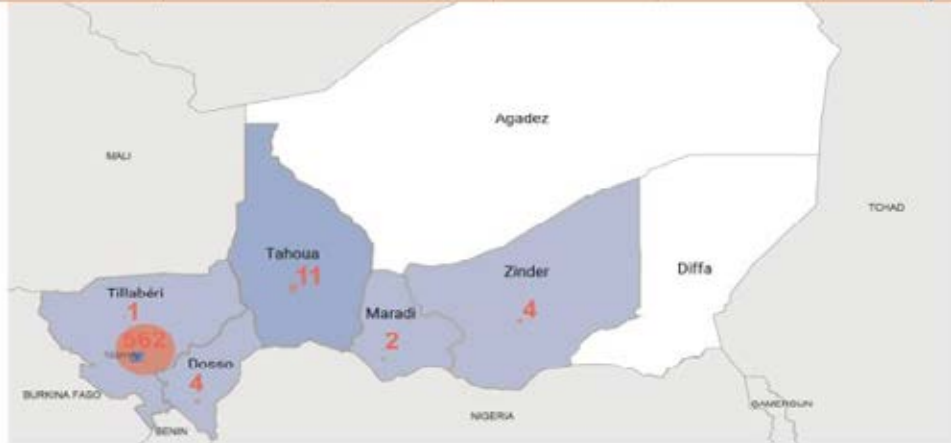 Agadez
MALI
TCHAD
Tahoua
11
Zinder
Diffa
Tillabéri
4
1
Maradi
562
2
Dosso
4
BURKINA FASO
NIGERIA
BENIN